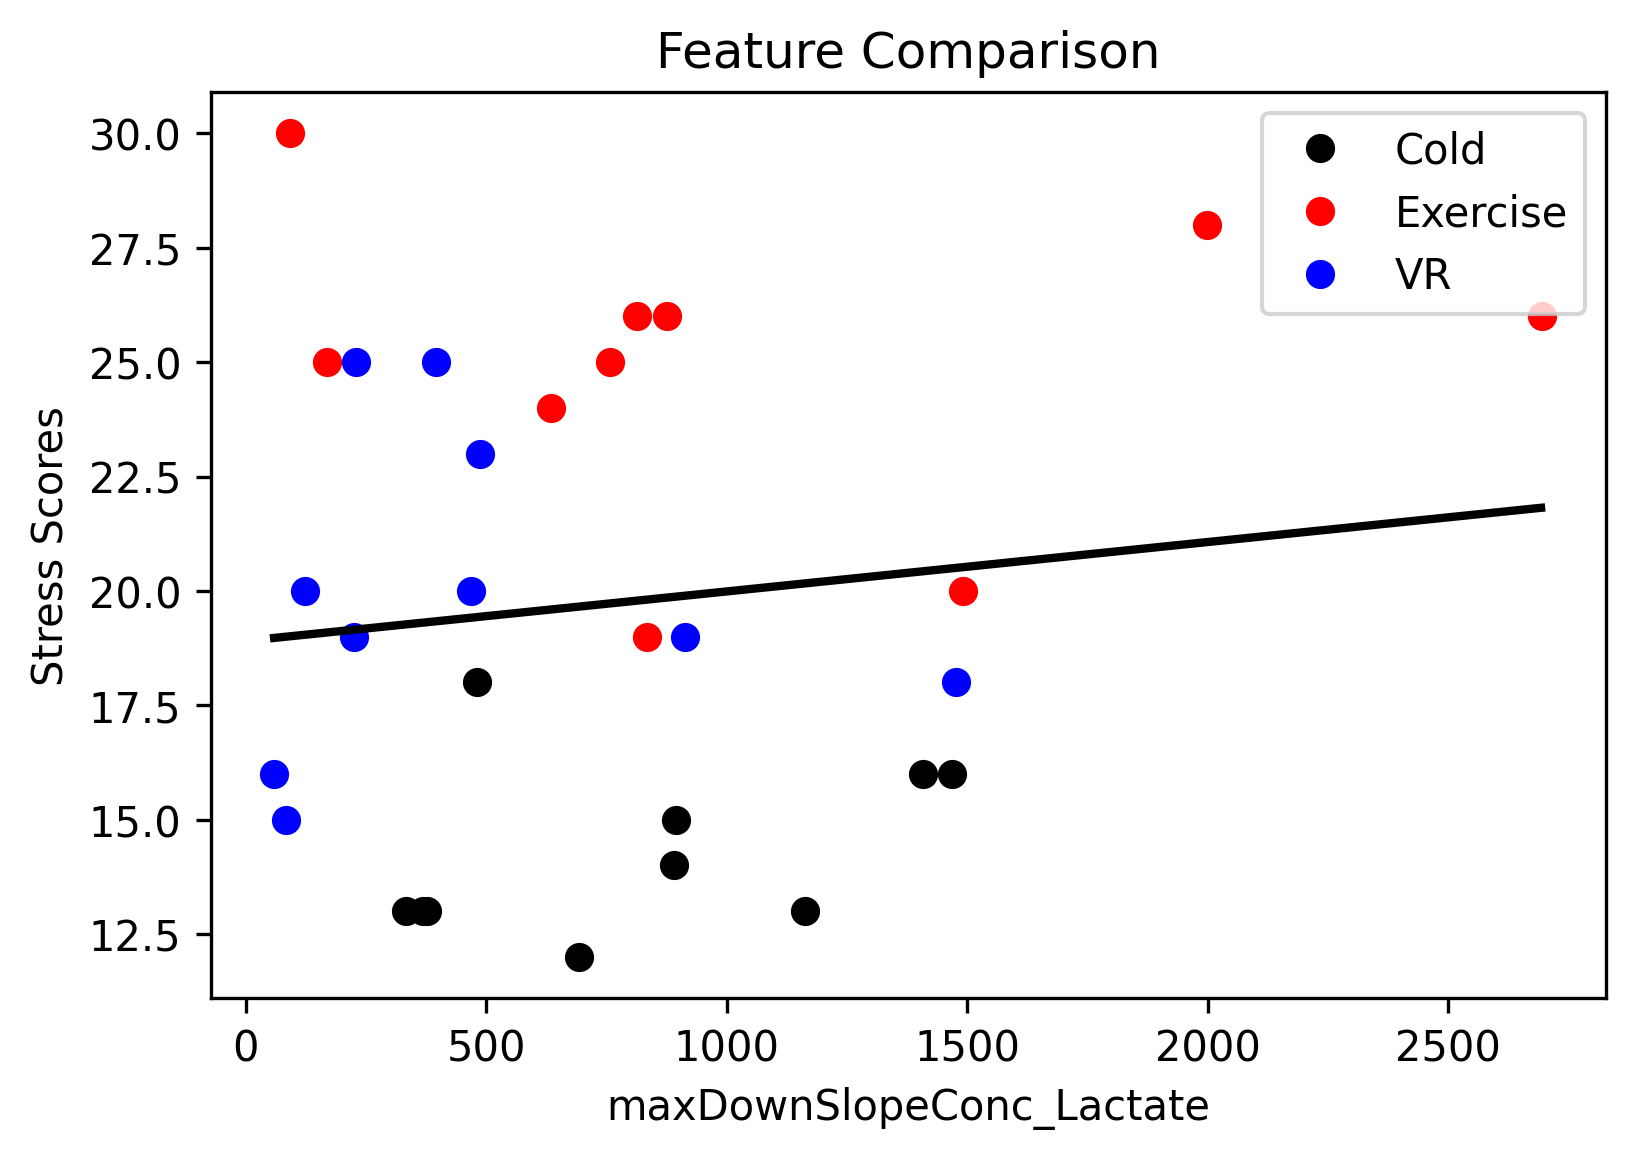 Feature Comparison
30.0
27.5
25.0
22.5
20.0
17.5
15.0
12.5
Stress Scores
Cold
Exercise
VR
0 500 1000 1500 2000 2500
maxDownSlopeConc_Lactate